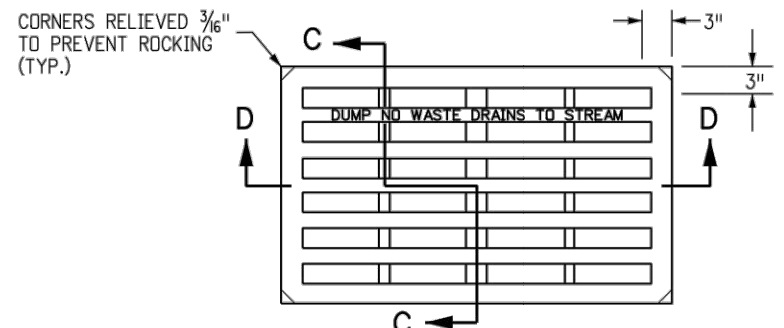 CORNERS RELIEVED 3/16"
TO PREVENT ROCKING
(TYP.)
C
3"
3"
D
DUMP NO WASTE DRAINS TO STREAM
D
C